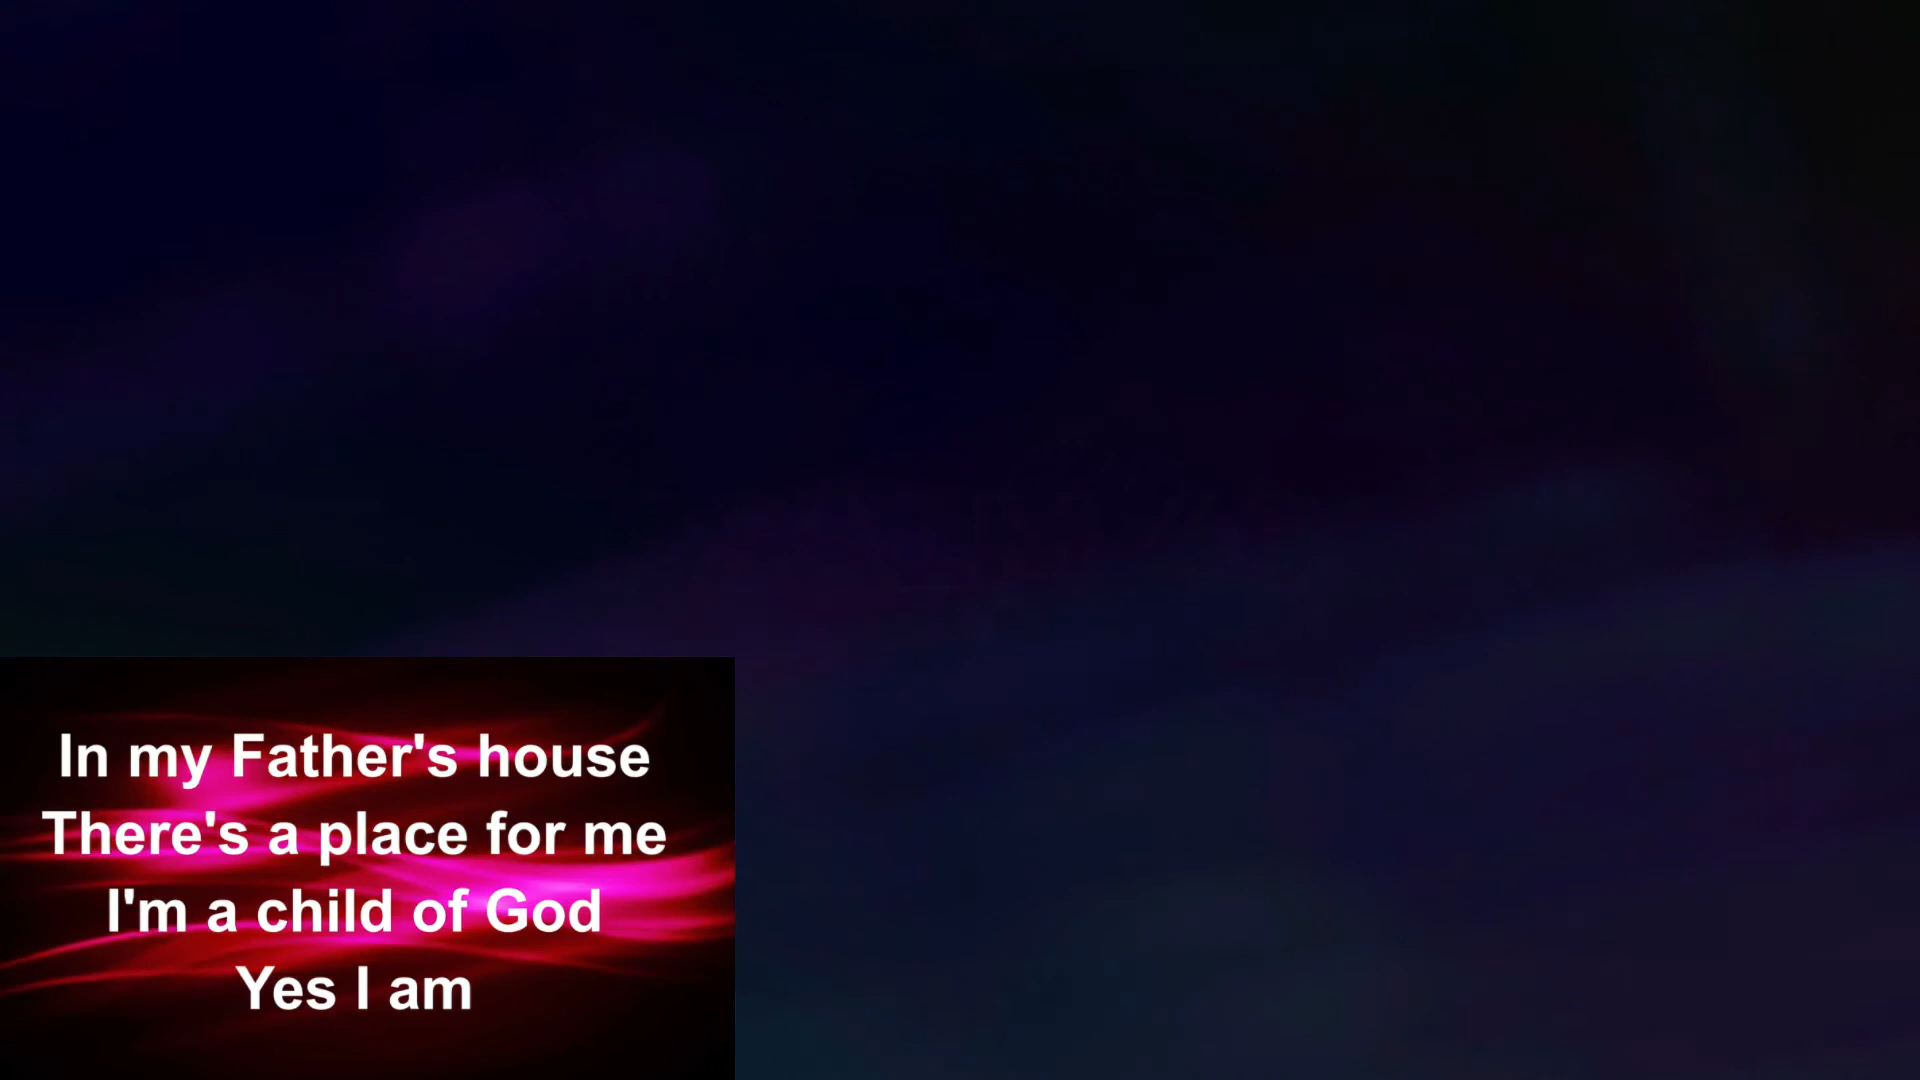 In my Father's house
There's a place for me
I'm a child of God
Yes I am